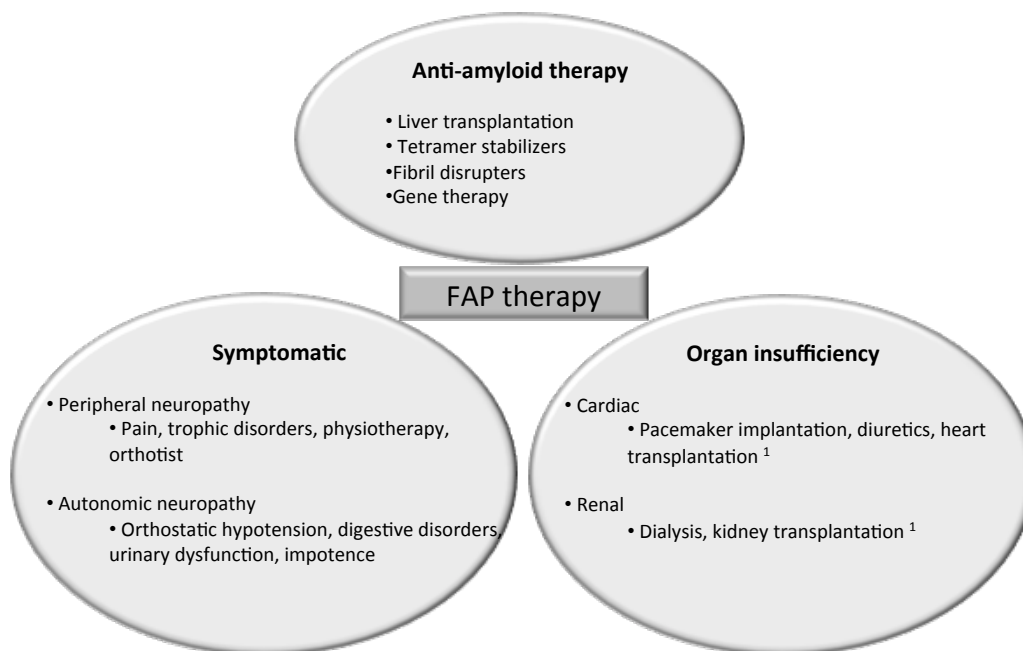 Anti-amyloid therapy
• Liver transplantation
• Tetramer stabilizers
•Fibril disrupters
•Gene therapy
FAP therapy
Symptomatic
• Peripheral neuropathy
• Pain, trophic disorders, physiotherapy,
orthotist
• Autonomic neuropathy
• Orthostatic hypotension, digestive disorders,
urinary dysfunction, impotence
Organ insufficiency
• Cardiac
• Pacemaker implantation, diuretics, heart
transplantation ¹
• Renal
• Dialysis, kidney transplantation ¹